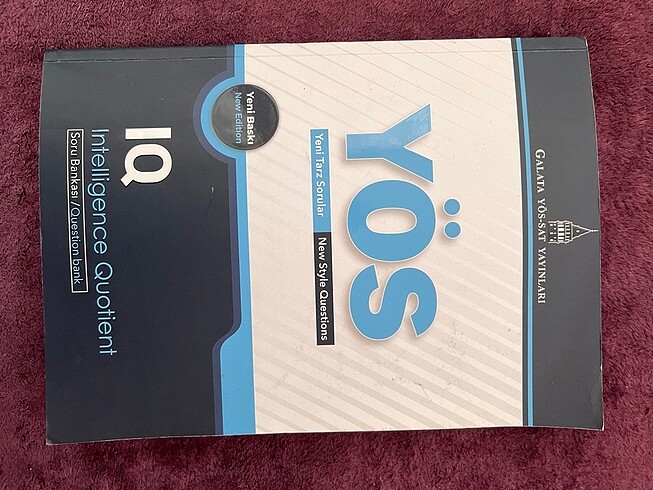 GALATA YÖS-SAT YAYINLARI
YÖS
Yeni Tarz Sorular New Style Questions
Yeni Baskı
New Edition
IQ
Intelligence Quotient
Soru Bankası / Question bank